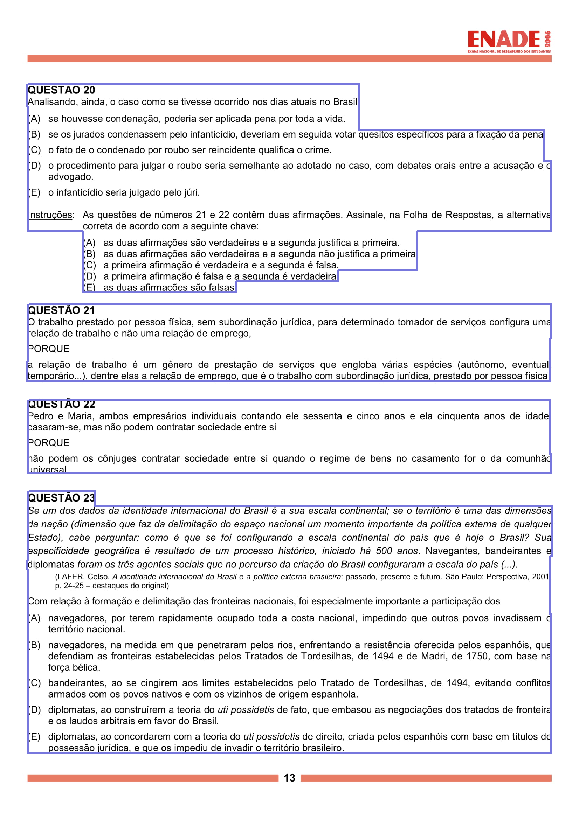 ENADE 2006
EXAME NACIONAL DE DESEMPENHO DOS ESTUDANTES
QUESTÃO 20
Analisando, ainda, o caso como se tivesse ocorrido nos dias atuais no Brasil
(A) se houvesse condenação, poderia ser aplicada pena por toda a vida.
(B) se os jurados condenassem pelo infanticídio, deveriam em seguida votar quesitos específicos para a fixação da pena.
(C) o fato de o condenado por roubo ser reincidente qualifica o crime.
(D) o procedimento para julgar o roubo seria semelhante ao adotado no caso, com debates orais entre a acusação e o
advogado.
(E) o infanticídio seria julgado pelo júri.
Instruções: As questões de números 21 e 22 contêm duas afirmações. Assinale, na Folha de Respostas, a alternativa
correta de acordo com a seguinte chave:
(A) as duas afirmações são verdadeiras e a segunda justifica a primeira.
(B) as duas afirmações são verdadeiras e a segunda não justifica a primeira.
(C) a primeira afirmação é verdadeira e a segunda é falsa.
(D) a primeira afirmação é falsa e a segunda é verdadeira.
(E) as duas afirmações são falsas.
QUESTÃO 21
O trabalho prestado por pessoa física, sem subordinação jurídica, para determinado tomador de serviços configura uma
relação de trabalho e não uma relação de emprego,
PORQUE
a relação de trabalho é um gênero de prestação de serviços que engloba várias espécies (autônomo, eventual,
temporário...), dentre elas a relação de emprego, que é o trabalho com subordinação jurídica, prestado por pessoa física.
QUESTÃO 22
Pedro e Maria, ambos empresários individuais contando ele sessenta e cinco anos e ela cinquenta anos de idade,
casaram-se, mas não podem contratar sociedade entre si
PORQUE
não podem os cônjuges contratar sociedade entre si quando o regime de bens no casamento for o da comunhão
universal.
QUESTÃO 23
Se um dos dados da identidade internacional do Brasil é a sua escala continental; se o território é uma das dimensões
da nação (dimensão que faz da delimitação do espaço nacional um momento importante da política externa de qualquer
Estado), cabe perguntar: como é que se foi configurando a escala continental do país que é hoje o Brasil? Sua
especificidade geográfica é resultado de um processo histórico, iniciado há 500 anos. Navegantes, bandeirantes e
diplomatas foram os três agentes sociais que no percurso da criação do Brasil configuraram a escala do país (...).
(LAFER, Celso. A identidade internacional do Brasil e a política externa brasileira: passado, presente e futuro. São Paulo: Perspectiva, 2001,
p. 24-25 – destaques do original)
Com relação à formação e delimitação das fronteiras nacionais, foi especialmente importante a participação dos
(A) navegadores, por terem rapidamente ocupado toda a costa nacional, impedindo que outros povos invadissem o
território nacional.
(B) navegadores, na medida em que penetraram pelos rios, enfrentando a resistência oferecida pelos espanhóis, que
defendiam as fronteiras estabelecidas pelos Tratados de Tordesilhas, de 1494 e de Madri, de 1750, com base na
força bélica.
(C) bandeirantes, ao se cingirem aos limites estabelecidos pelo Tratado de Tordesilhas, de 1494, evitando conflitos
armados com os povos nativos e com os vizinhos de origem espanhola.
(D) diplomatas, ao construírem a teoria do uti possidetis de fato, que embasou as negociações dos tratados de fronteira
e os laudos arbitrais em favor do Brasil.
(E) diplomatas, ao concordarem com a teoria do uti possidetis de direito, criada pelos espanhóis com base em títulos de
possessão jurídica, e que os impediu de invadir o território brasileiro.
13